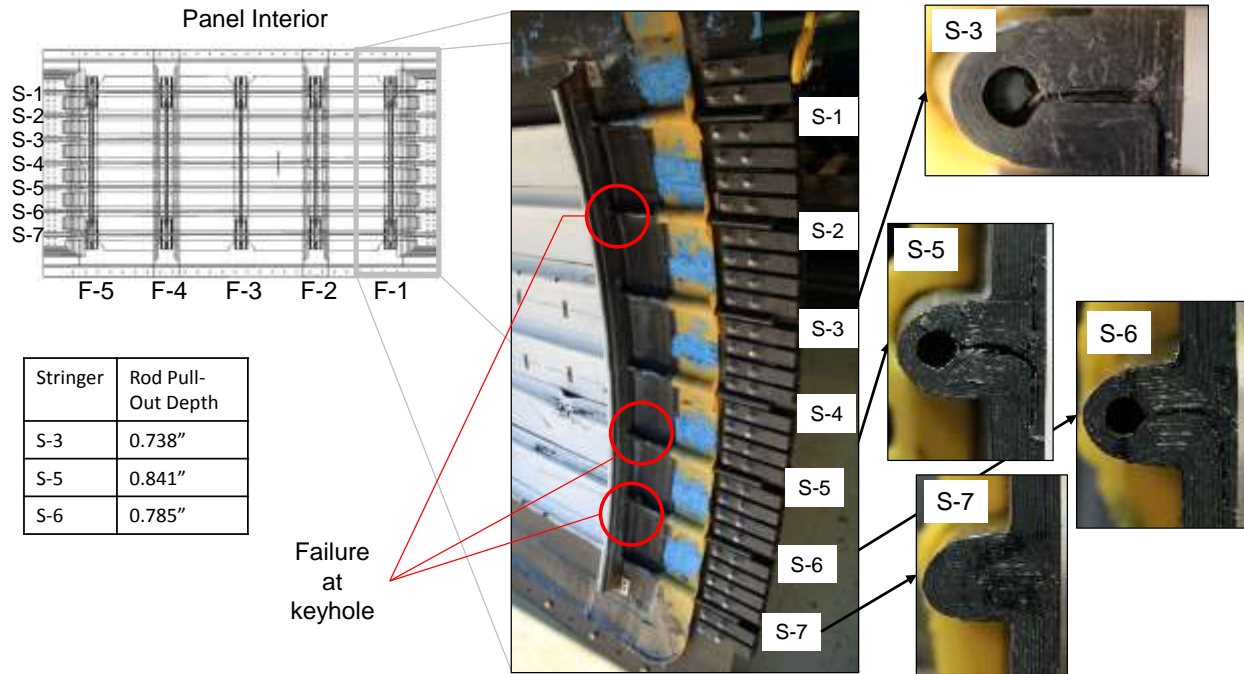 Panel Interior
S-1
S-2
S-3
S-4
S-5
S-6
S-7
F-5
F-4
F-3
F-2
F-1
Stringer
Rod Pull-
Out Depth
S-3
0.738”
S-5
0.841”
S-6
0.785”
Failure
at
keyhole
S-1
S-2
S-3
S-4
S-5
S-6
S-7
S-3
S-5
S-6
S-7